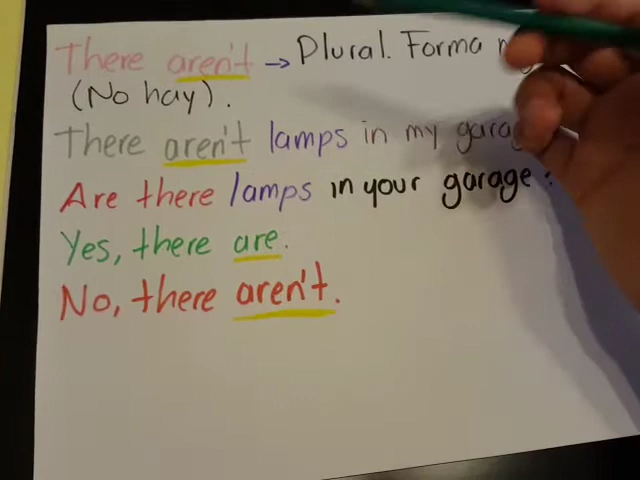 There aren't → Plural. Forma
(No hay).
There aren't lamps in my
Are there lamps in your garage
Yes, there are.
No, there aren't.